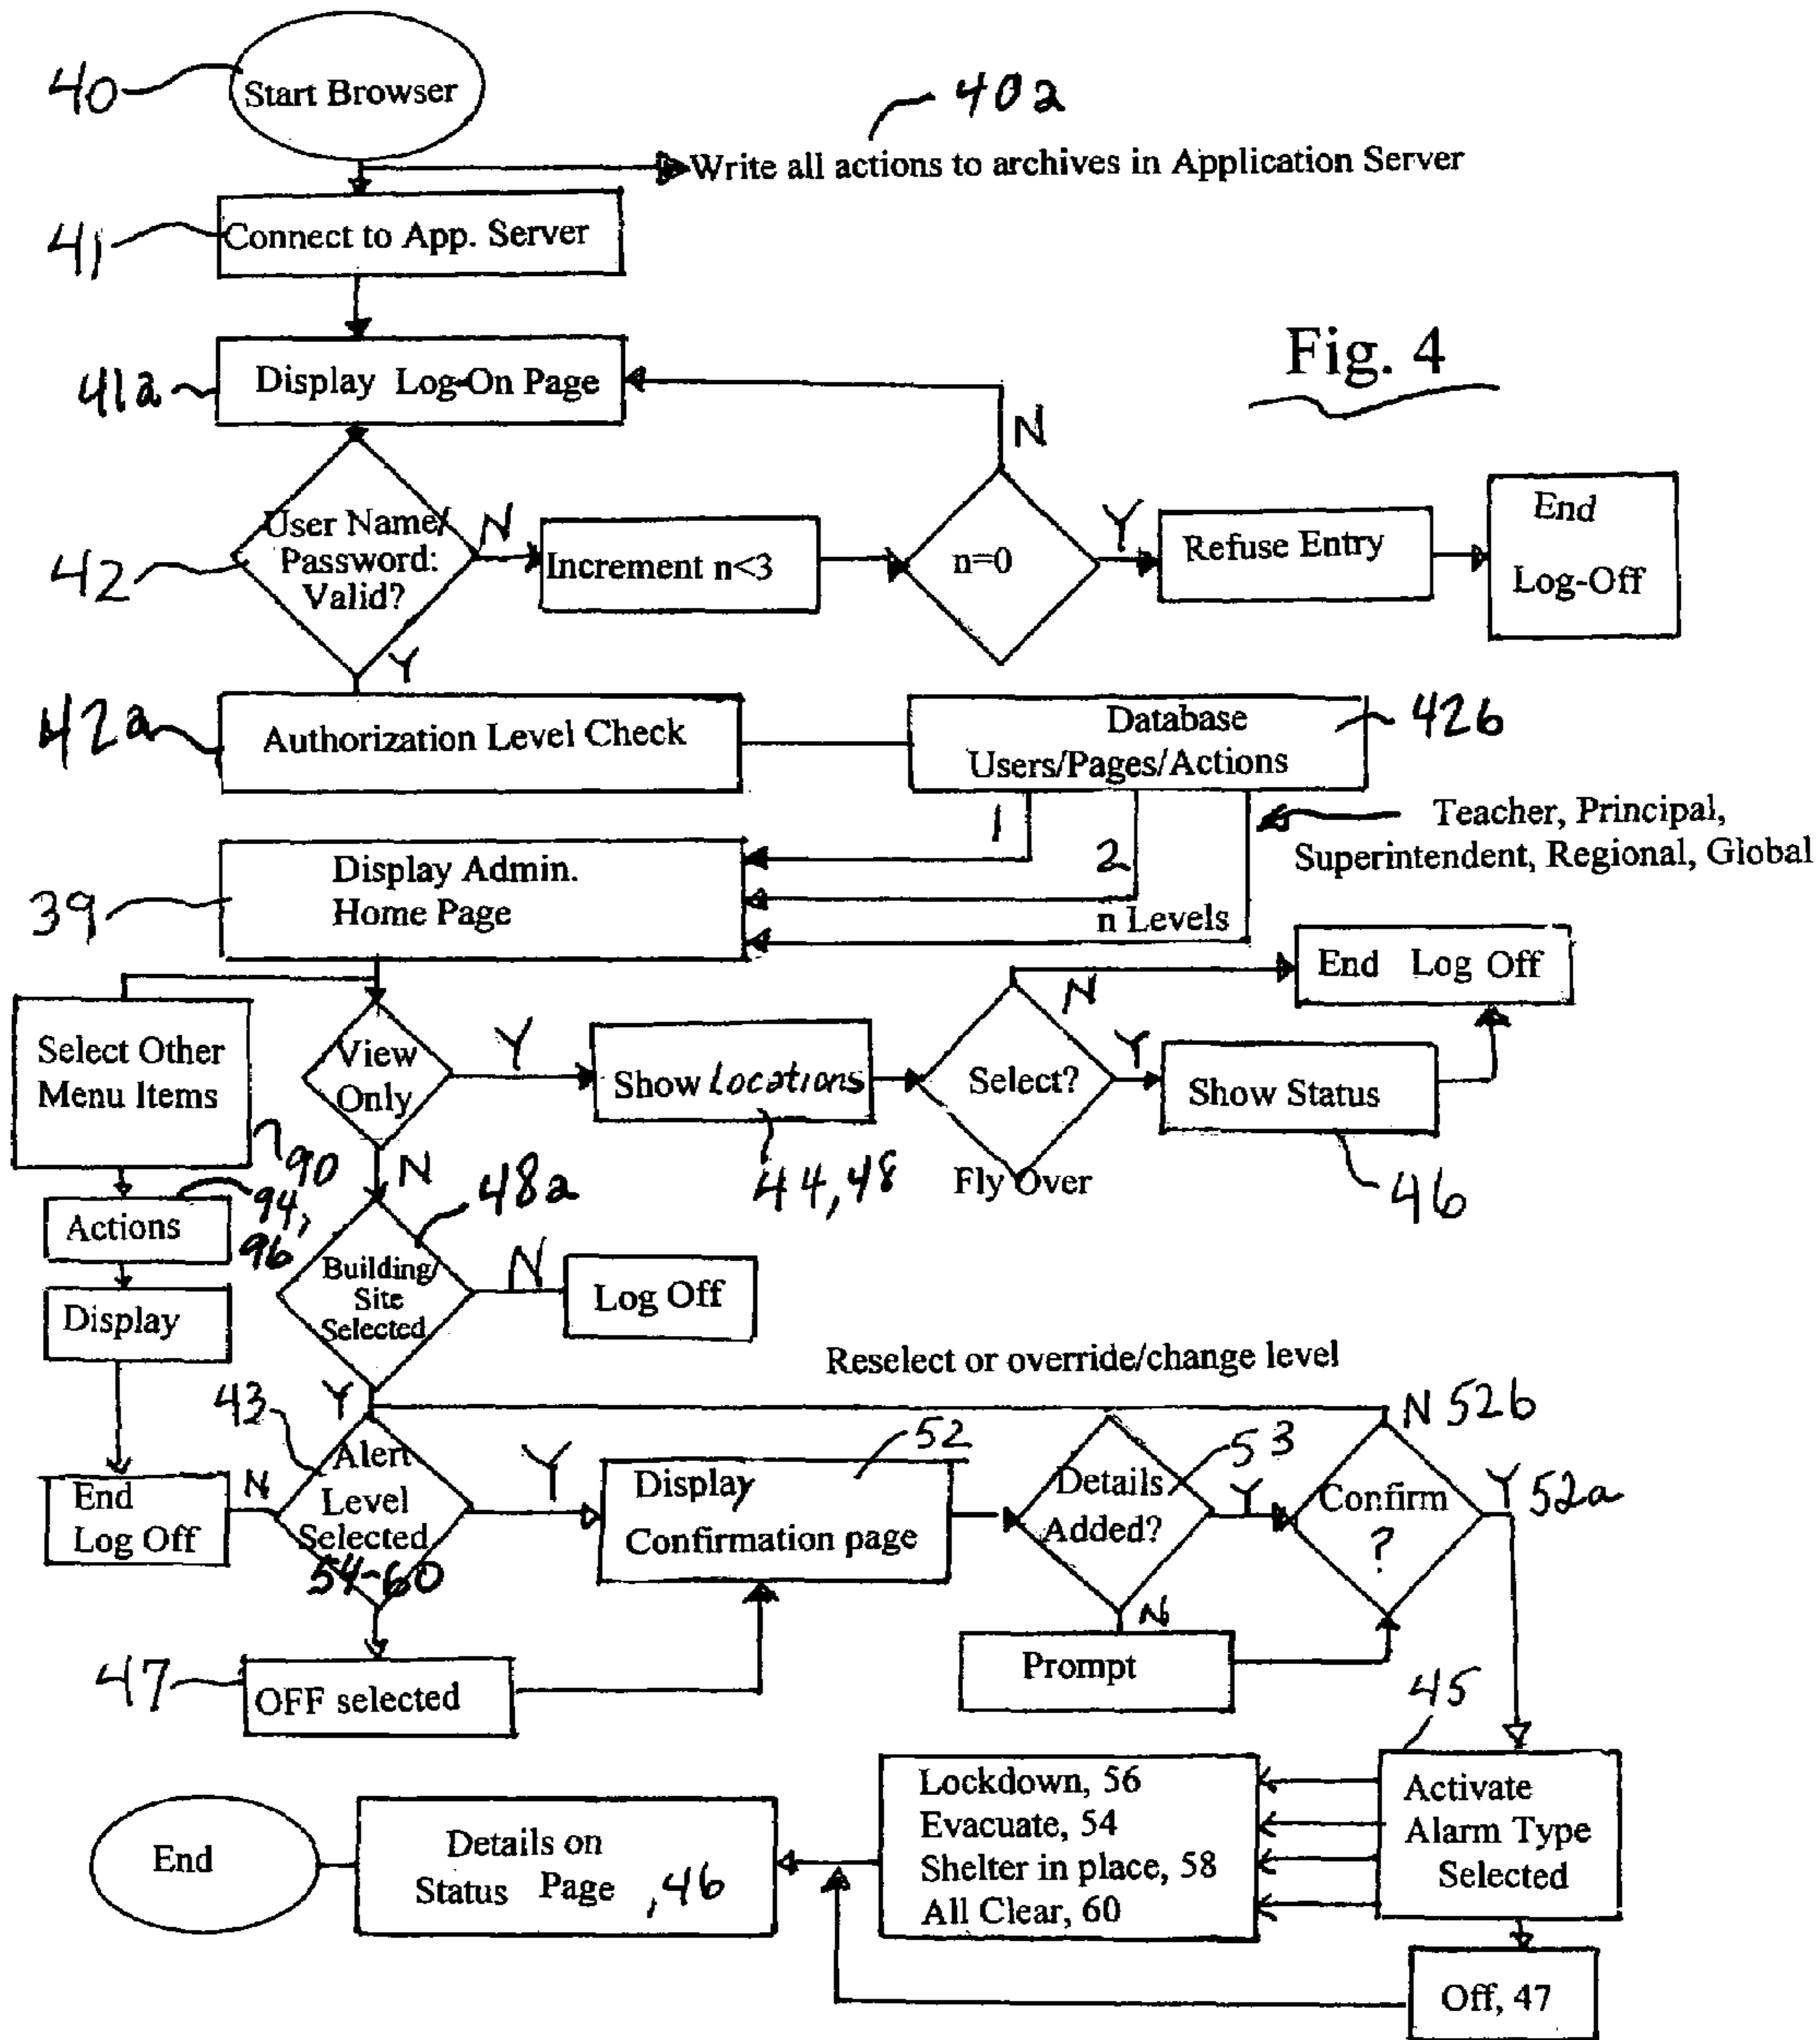 40
Start Browser
40a
Write all actions to archives in Application Server
41
Connect to App. Server
Fig. 4
41a
Display Log-On Page
N
42
User Name/
Password:
Valid?
N
Increment n<3
n=0
Y
Refuse Entry
End
Log-Off
Y
42a
Authorization Level Check
Database
Users/Pages/Actions
42b
1
2
n Levels
Teacher, Principal,
Superintendent, Regional, Global
39
Display Admin.
Home Page
Select Other
Menu Items
90
View
Only
Y
Show Locations
44, 48
Select?
Fly Over
N
End Log Off
Y
Show Status
46
N
48a
Actions
94,
96
Display
Building/
Site
Selected
N
Log Off
Reselect or override/change level
Y
43
Alert
Level
Selected
54-60
N
End
Log Off
Y
52
Display
Confirmation page
53
Details
Added?
Y
N
Prompt
Confirm
?
N 52b
Y 52a
47
OFF selected
45
Activate
Alarm Type
Selected
Lockdown, 56
Evacuate, 54
Shelter in place, 58
All Clear, 60
Off, 47
Details on
Status Page , 46
End